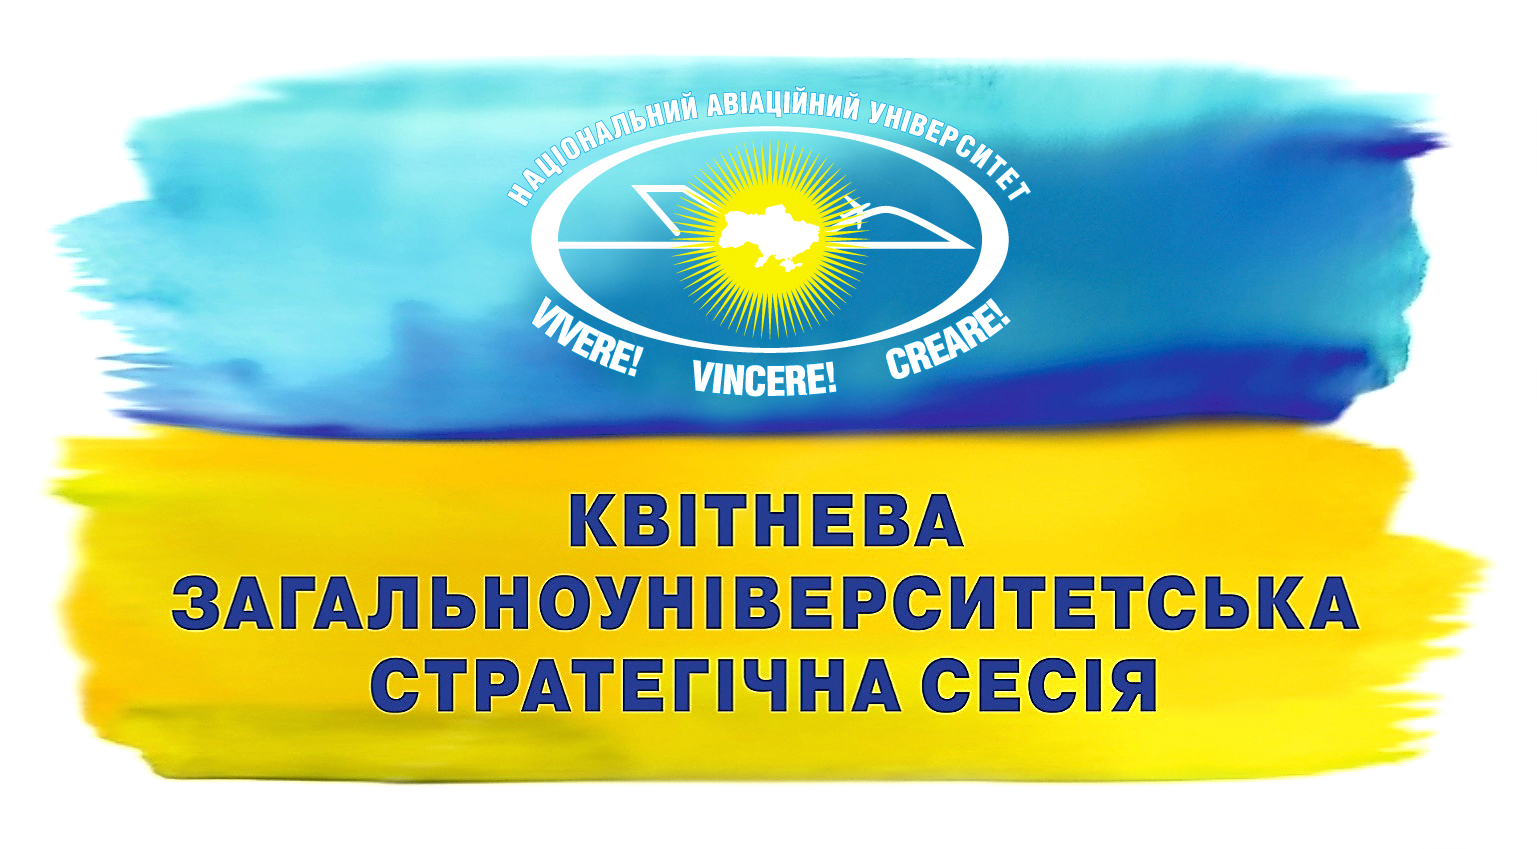 НАЦІОНАЛЬНИЙ АВІАЦІЙНИЙ УНІВЕРСИТЕТ
VIVERE! VINCERE! CREARE!
КВІТНЕВА
ЗАГАЛЬНОУНІВЕРСИТЕТСЬКА
СТРАТЕГІЧНА СЕСІЯ